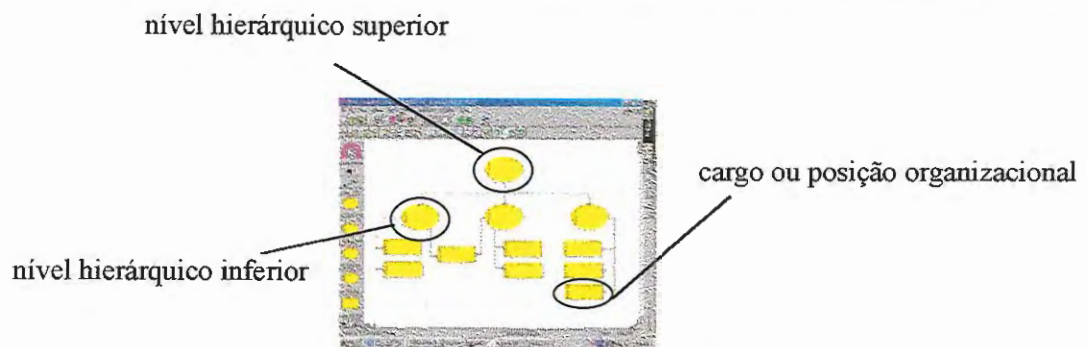 nível hierárquico superior
cargo ou posição organizacional
nível hierárquico inferior